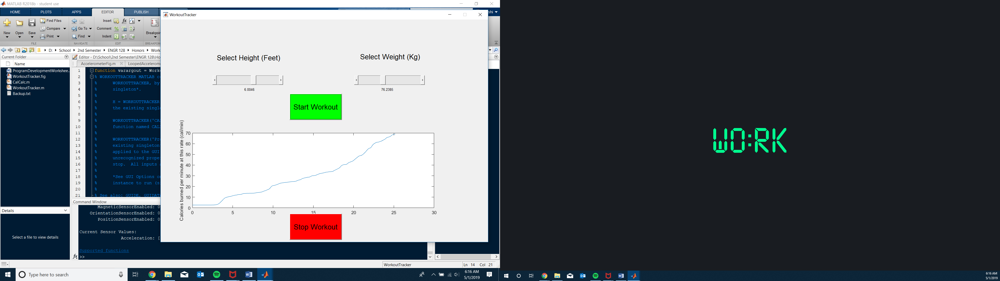 MATLAB R2018b - student use
HOME PLOTS APPS EDITOR PUBLISH
shi
New Open Save Find Files Compare Print
Go To Find
Insert Comment Indent
Breakpoin
FILE NAVIGATE EDIT BREAKPOIN
D: School 2nd Semester ENGR 128 Honors Work
Current Folder
Name
ProgramDevelopmentWorkshee...
WorkoutTracker.fig
CalCalc.m
WorkoutTracker.m
Backup.txt
Details
Select a file to view details
Editor - D:\School\2nd Semester\ENGR 128\Ho
AccelerometerFig.m LoopedAccelerom
1 function varargout = Work
2 % WORKOUTTRACKER MATLAB c
3 % WORKOUTTRACKER, by
4 % singleton*.
5 %
6 % H = WORKOUTTRACKER
7 % the existing singl
8 %
9 % WORKOUTTRACKER('CA
10 % function named CAL
11 %
12 % WORKOUTTRACKER('Pr
13 % existing singleton
14 % applied to the GUI
15 % unrecognized prope
16 % stop. All inputs
17 %
18 % *See GUI Options o
19 % instance to run (s
20 %
21 % See also: GUIDE, GUIDAT
Command Window
MagneticSensorEnabled: 0
OrientationSensorEnabled: 0
PositionSensorEnabled: 0
Current Sensor Values:
Acceleration: [
Supported functions
fx >>
WorkoutTracker
Select Height (Feet)
Select Weight (Kg)
6.0046
76.2385
Start Workout
Calories burned per minute at this rate (cal/min)
70
60
50
40
30
20
10
0
0 5 10 15 20 25 30
Stop Workout
WorkoutTracker Ln 14 Col 21
Type here to search
6:16 AM
5/1/2019
WO:RK
6:16 AM
5/1/2019